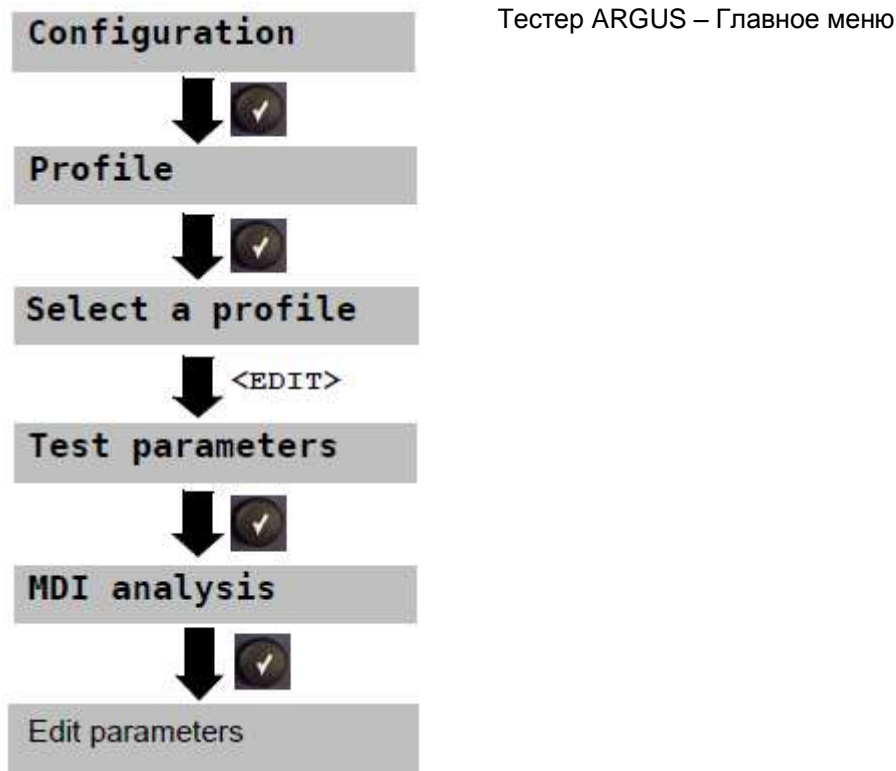 Configuration
Тестер ARGUS – Главное меню
Profile
Select a profile
<EDIT>
Test parameters
MDI analysis
Edit parameters